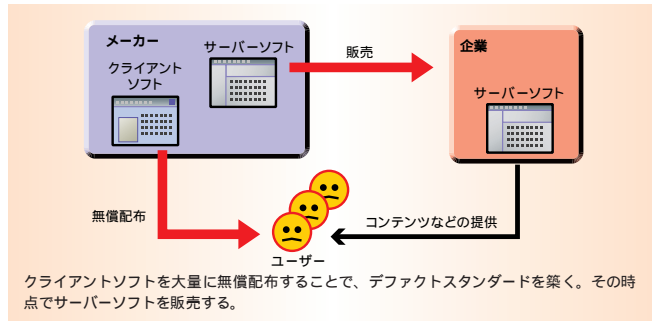 メーカー
サーバーソフト
クライアント
ソフト
販売
企業
サーバーソフト
無償配布
コンテンツなどの提供
ユーザー
クライアントソフトを大量に無償配布することで、デファクトスタンダードを築く。その時
点でサーバーソフトを販売する。